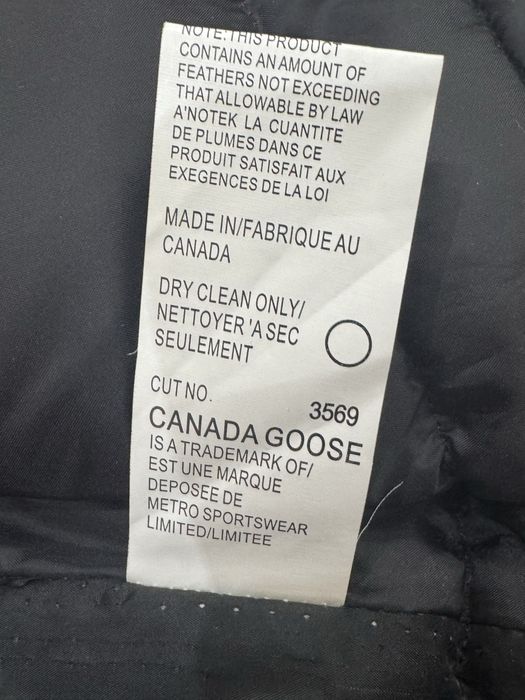 NOTE: THIS PRODUCT
CONTAINS AN AMOUNT OF
FEATHERS NOT EXCEEDING
THAT ALLOWABLE BY LAW
A'NOTEK LA CUANTITE
DE PLUMES DANS CE
PRODUIT SATISFAIT AUX
EXEGENCES DE LA LOI
MADE IN/FABRIQUE AU
CANADA
DRY CLEAN ONLY/
NETTOYER 'A SEC
SEULEMENT
CUT NO.
3569
CANADA GOOSE
IS A TRADEMARK OF/
EST UNE MARQUE
DEPOSEE DE
METRO SPORTSWEAR
LIMITED/LIMITEE